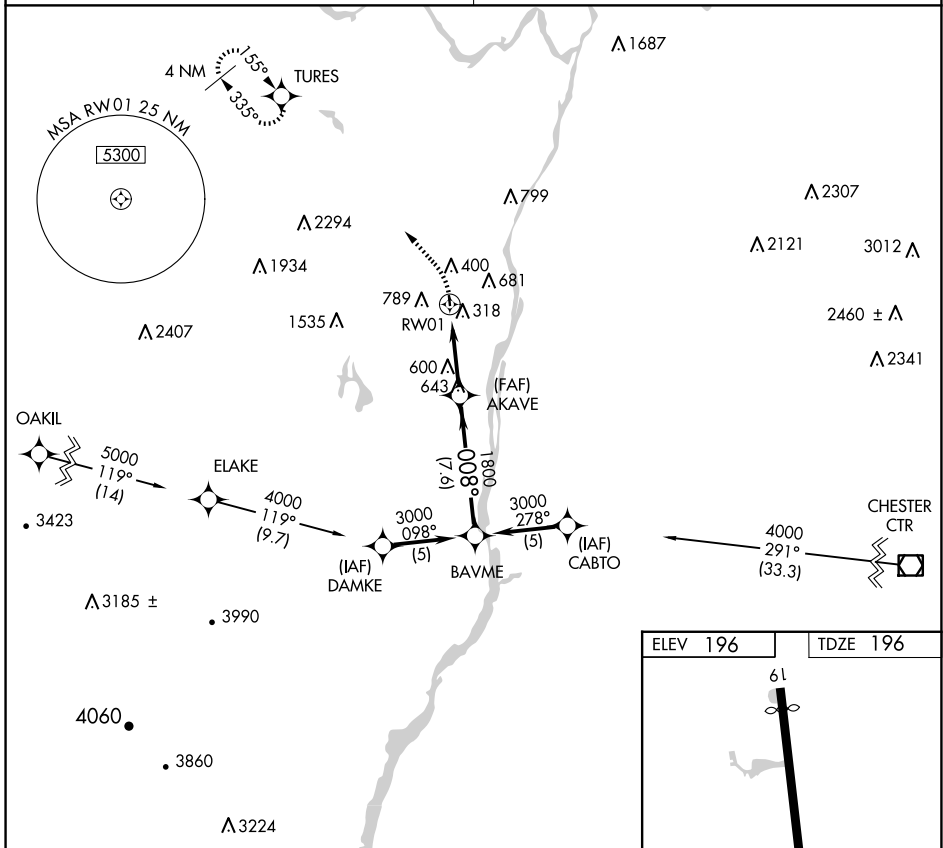 1687
155°
4 NM
TURES
335°
MSA RW01 25 NM
5300
799
2307
2294
2121
3012
1934
400
681
789
318
RW01
1535
2460 ±
2407
2341
600
643
(FAF)
AKAVE
OAKIL
5000
119°
(14)
ELAKE
1800
008°
(7.6)
4000
119°
(9.7)
3000
098°
(5)
3000
278°
(5)
CHESTER
CTR
3423
4000
291°
(33.3)
(IAF)
DAMKE
BAVME
(IAF)
CABTO
3185 ±
3990
ELEV 196
TDZE 196
19
4060
3860
3224